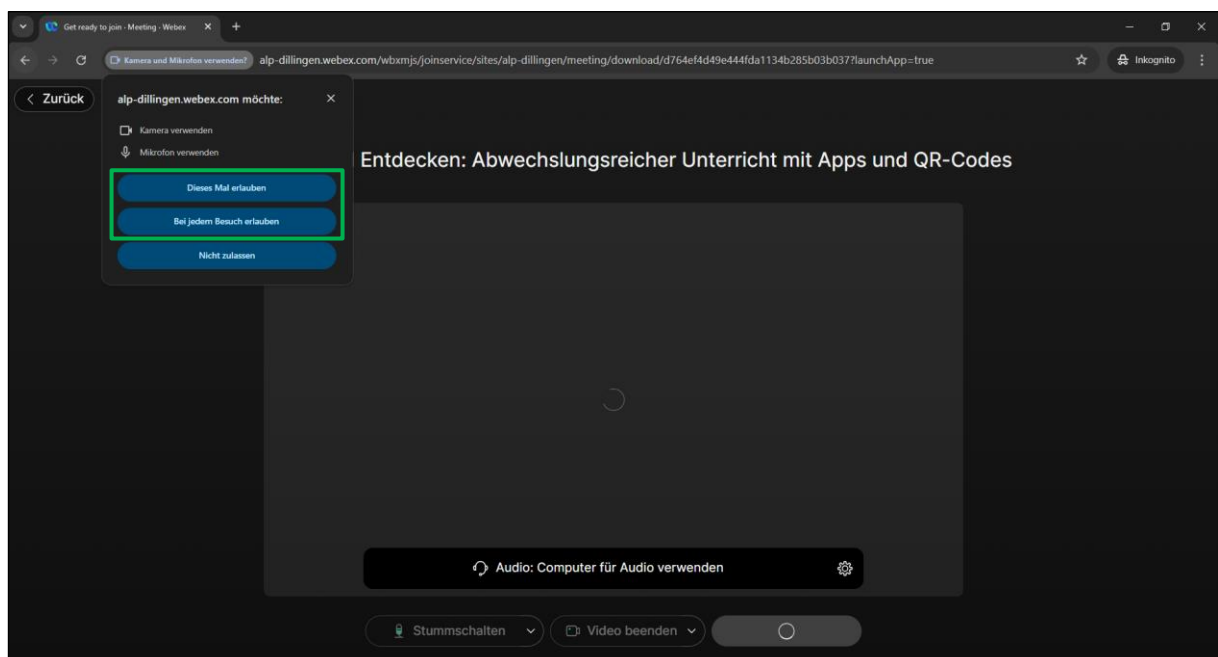 Get ready to join - Meeting - Webex
Kamera und Mikrofon verwenden?
alp-dillingen.webex.com/wbxmjs/joinservice/sites/alp-dillingen/meeting/download/d764ef4d49e444fda1134b285b03b037?launchApp=true
Inkognito
Zurück
alp-dillingen.webex.com möchte:
Kamera verwenden
Mikrofon verwenden
Dieses Mal erlauben
Bei jedem Besuch erlauben
Nicht zulassen
Entdecken: Abwechslungsreicher Unterricht mit Apps und QR-Codes
Audio: Computer für Audio verwenden
Stummschalten
Video beenden